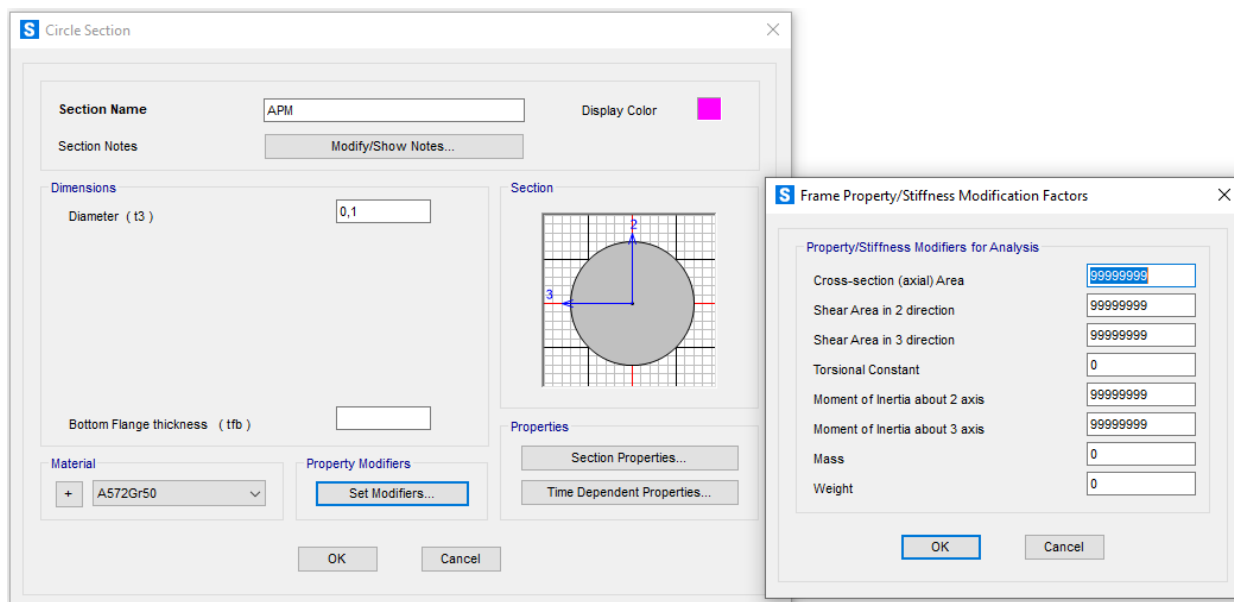 S Circle Section
Section Name APM Display Color
Section Notes Modify/Show Notes...
Dimensions
Diameter ( t3 ) 0,1
Bottom Flange thickness ( tfb )
Section
2
3
Properties
Section Properties...
Time Dependent Properties...
Material
+ A572Gr50
Property Modifiers
Set Modifiers...
OK Cancel
S Frame Property/Stiffness Modification Factors
Property/Stiffness Modifiers for Analysis
Cross-section (axial) Area 99999999
Shear Area in 2 direction 99999999
Shear Area in 3 direction 99999999
Torsional Constant 0
Moment of Inertia about 2 axis 99999999
Moment of Inertia about 3 axis 99999999
Mass 0
Weight 0
OK Cancel